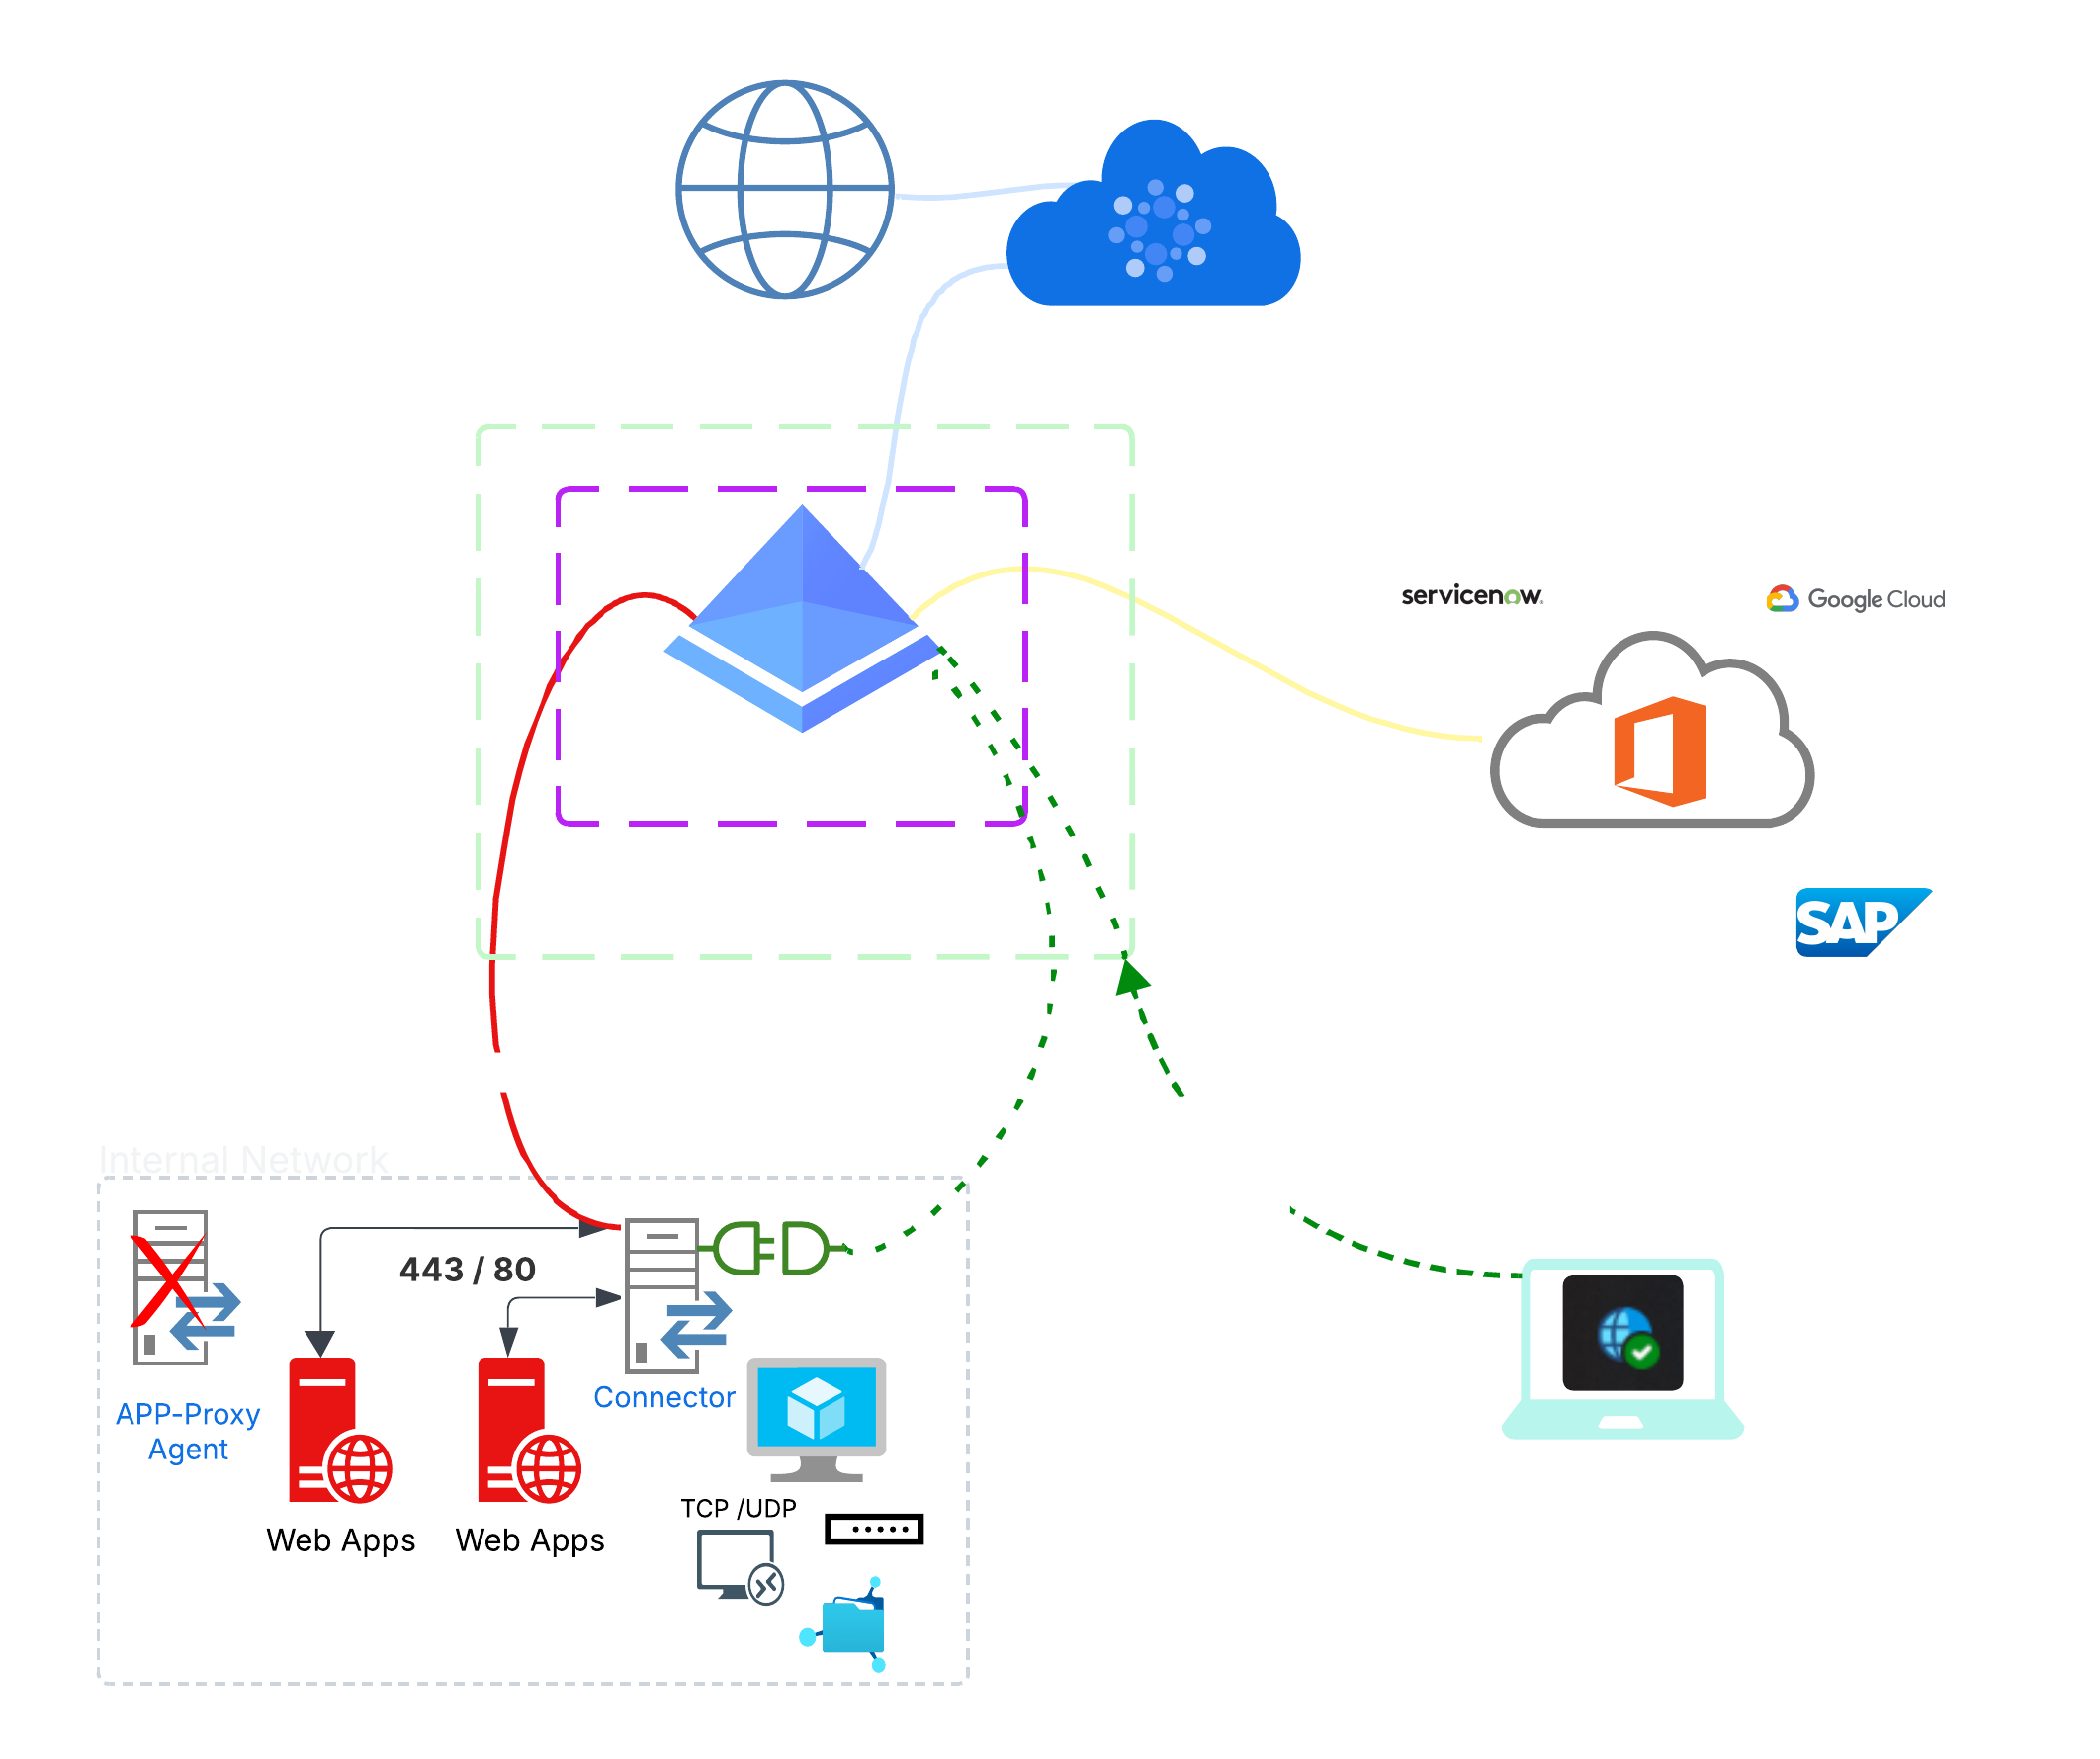 servicenow.
Google Cloud
SAP
Internal Network
443 / 80
Connector
APP-Proxy
Agent
TCP /UDP
Web Apps
Web Apps